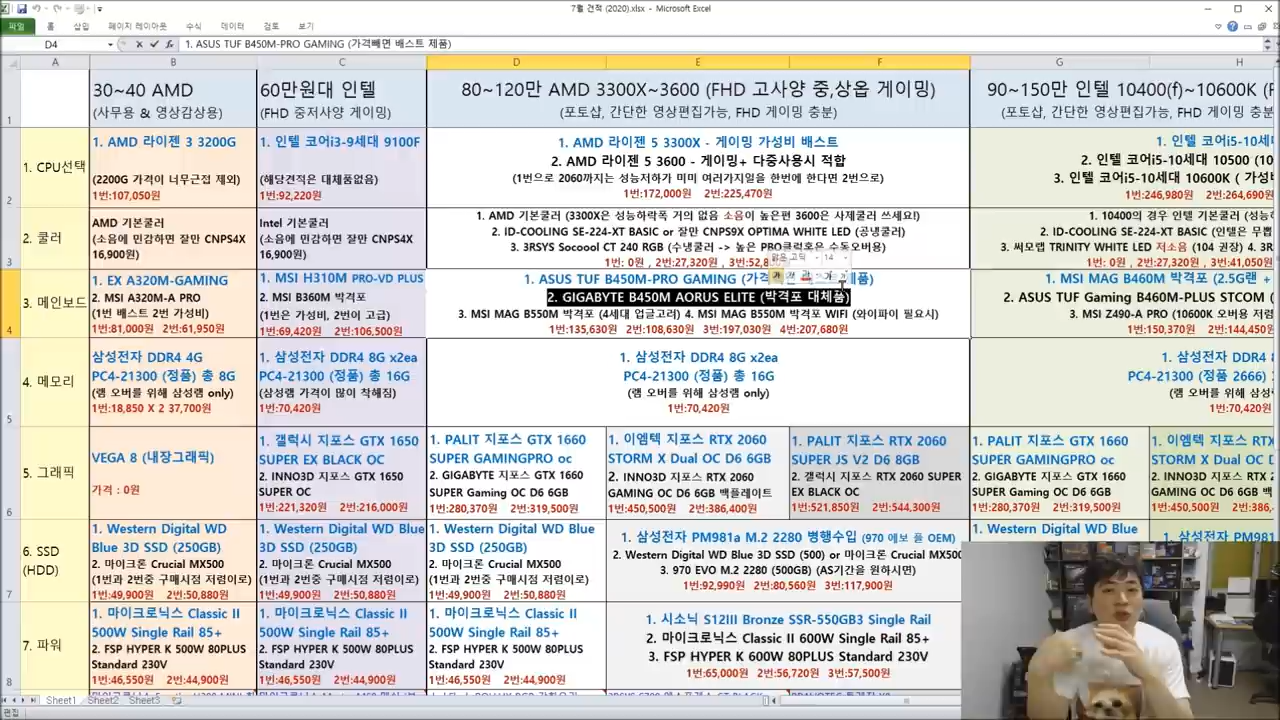 7월 견적 (2020).xlsx - Microsoft Excel
파일 홈 삽입 페이지 레이아웃 수식 데이터 검토 보기
D4 1. ASUS TUF B450M-PRO GAMING (가격빼면 배스트 제품)
A B C D E F G H
1
30~40 AMD
(사무용 & 영상감상용)
60만원대 인텔
(FHD 중저사양 게이밍)
80~120만 AMD 3300X~3600 (FHD 고사양 중,상옵 게이밍)
(포토샵, 간단한 영상편집가능, FHD 게이밍 충분)
90~150만 인텔 10400(f)~10600K (F
(포토샵, 간단한 영상편집가능, FHD 게이밍 충분
2
1. CPU선택
1. AMD 라이젠 3 3200G
(2200G 가격이 너무근접 제외)
1번:107,050원
1. 인텔 코어i3-9세대 9100F
(해당견적은 대체품없음)
1번:92,220원
1. AMD 라이젠 5 3300X - 게이밍 가성비 배스트
2. AMD 라이젠 5 3600 - 게이밍+ 다중사용시 적합
(1번으로 2060까지는 성능저하가 미미 여러가지일을 한번에 한다면 2번으로)
1번:172,000원 2번:225,470원
1. 인텔 코어i5-10세
2. 인텔 코어i5-10세대 10500 (10
3. 인텔 코어i5-10세대 10600K ( 가성
1번:246,980원 2번:264,690원
3
2. 쿨러
AMD 기본쿨러
(소음에 민감하면 잘만 CNPS4X
16,900원)
Intel 기본쿨러
(소음에 민감하면 잘만 CNPS4X
16,900원)
1. AMD 기본쿨러 (3300X은 성능하락폭 거의 없음 소음이 높은편 3600은 사제쿨러 쓰세요!)
2. ID-COOLING SE-224-XT BASIC or 잘만 CNPS9X OPTIMA WHITE LED (공냉쿨러)
3. 3RSYS Socoool CT 240 RGB (수냉쿨러 -> 높은 PRO클럭혹은 수동오버용)
1번: 0원 , 2번:27,320원 , 3번:52,8
1. 10400의 경우 인텔 기본쿨러 (성능
2. ID-COOLING SE-224-XT BASIC (인텔은 무뽑
3. 써모랩 TRINITY WHITE LED 저소음 (104 권장) 4. 3R
4
3. 메인보드
1. EX A320M-GAMING
2. MSI A320M-A PRO
(1번 배스트 2번 가성비)
1번:81,000원 2번:61,950원
1. MSI H310M PRO-VD PLUS
2. MSI B360M 박격포
(1번은 가성비, 2번이 고급)
1번:69,420원 2번:106,500원
1. ASUS TUF B450M-PRO GAMING (가 제품)
2. GIGABYTE B450M AORUS ELITE (박격포 대체품)
3. MSI MAG B550M 박격포 (4세대 업글고려) 4. MSI MAG B550M 박격포 WIFI (와이파이 필요시)
1번:135,630원 2번:108,630원 3번:197,030원 4번:207,680원
1. MSI MAG B460M 박격포 (2.5G랜 +
2. ASUS TUF Gaming B460M-PLUS STCOM (
3. MSI Z490-A PRO (10600K 오버용 저렴
1번:150,370원 2번:144,450원
5
4. 메모리
삼성전자 DDR4 4G
PC4-21300 (정품) 총 8G
(램 오버를 위해 삼성램 only)
1번:18,850 X 2 37,700원
1. 삼성전자 DDR4 8G x2ea
PC4-21300 (정품) 총 16G
(삼성램 가격이 많이 착해짐)
1번:70,420원
1. 삼성전자 DDR4 8G x2ea
PC4-21300 (정품) 총 16G
(램 오버를 위해 삼성램 only)
1번:70,420원
1. 삼성전자 DDR4 8
PC4-21300 (정품 2666)
(램 오버를 위해 삼성
1번:70,420원
6
5. 그래픽
VEGA 8 (내장그래픽)
가격 : 0원
1. 갤럭시 지포스 GTX 1650
SUPER EX BLACK OC
2. INNO3D 지포스 GTX 1650
SUPER OC
1번:221,320원 2번:216,000원
1. PALIT 지포스 GTX 1660
SUPER GAMINGPRO oc
2. GIGABYTE 지포스 GTX 1660
SUPER Gaming OC D6 6GB
1번:280,370원 2번:319,500원
1. 이엠텍 지포스 RTX 2060
STORM X Dual OC D6 6GB
2. INNO3D 지포스 RTX 2060
GAMING OC D6 6GB 백플레이트
1번:450,500원 2번:386,400원
1. PALIT 지포스 RTX 2060
SUPER JS V2 D6 8GB
2. 갤럭시 지포스 RTX 2060 SUPER
EX BLACK OC
1번:521,850원 2번:544,300원
1. PALIT 지포스 GTX 1660
SUPER GAMINGPRO oc
2. GIGABYTE 지포스 GTX 1660
SUPER Gaming OC D6 6GB
1번:280,370원 2번:319,500원
1. 이엠텍 지포스 RT
STORM X Dual OC D
2. INNO3D 지포스 RTX
GAMING OC D6 6GB 백
1번:450,500원 2번:386,
7
6. SSD
(HDD)
1. Western Digital WD
Blue 3D SSD (250GB)
2. 마이크론 Crucial MX500
(1번과 2번중 구매시점 저렴이로)
1번:49,900원 2번:50,880원
1. Western Digital WD Blue
3D SSD (250GB)
2. 마이크론 Crucial MX500
(1번과 2번중 구매시점 저렴이로)
1번:49,900원 2번:50,880원
1. Western Digital WD Blue
3D SSD (250GB)
2. 마이크론 Crucial MX500
(1번과 2번중 구매시점 저렴이로)
1번:49,900원 2번:50,880원
1. 삼성전자 PM981a M.2 2280 병행수입 (970 에보 플 OEM)
2. Western Digital WD Blue 3D SSD (500) or 마이크론 Crucial MX500
3. 970 EVO M.2 2280 (500GB) (AS기간을 원하시면)
1번:92,990원 2번:80,560원 3번:117,900원
1. Western Digital WD Blue
1. 삼성전자 PM981
8
7. 파워
1. 마이크로닉스 Classic II
500W Single Rail 85+
2. FSP HYPER K 500W 80PLUS
Standard 230V
1번:46,550원 2번:44,900원
1. 마이크로닉스 Classic II
500W Single Rail 85+
2. FSP HYPER K 500W 80PLUS
Standard 230V
1번:46,550원 2번:44,900원
1. 마이크로닉스 Classic II
500W Single Rail 85+
2. FSP HYPER K 500W 80PLUS
Standard 230V
1번:46,550원 2번:44,900원
1. 시소닉 S12III Bronze SSR-550GB3 Single Rail
2. 마이크로닉스 Classic II 600W Single Rail 85+
3. FSP HYPER K 600W 80PLUS Standard 230V
1번:65,000원 2번:56,720원 3번:57,500원
Sheet1 Sheet2 Sheet3
편집